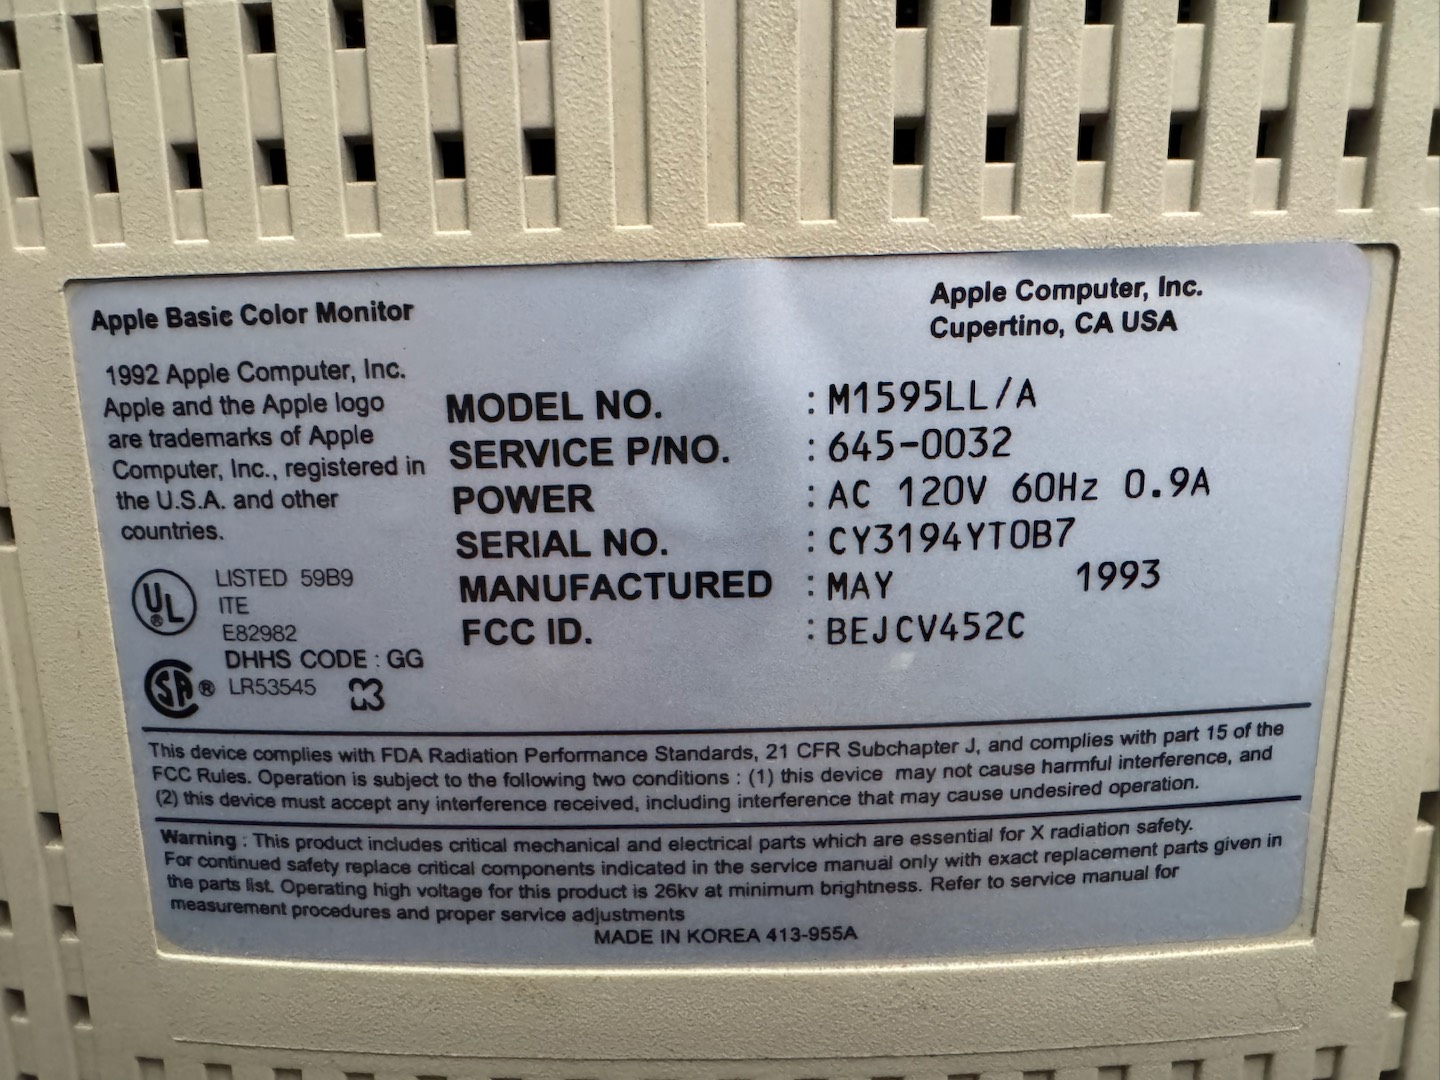 Apple Basic Color Monitor
Apple Computer, Inc.
Cupertino, CA USA
1992 Apple Computer, Inc.
Apple and the Apple logo
are trademarks of Apple
Computer, Inc., registered in
the U.S.A. and other
countries.
MODEL NO. : M1595LL/A
SERVICE P/NO. : 645-0032
POWER : AC 120V 60Hz 0.9A
SERIAL NO. : CY3194YT0B7
MANUFACTURED : MAY 1993
FCC ID. : BEJCV452C
UL ®
LISTED 59B9
ITE
E82982
DHHS CODE : GG
SA ® LR53545
This device complies with FDA Radiation Performance Standards, 21 CFR Subchapter J, and complies with part 15 of the
FCC Rules. Operation is subject to the following two conditions : (1) this device may not cause harmful interference, and
(2) this device must accept any interference received, including interference that may cause undesired operation.
Warning : This product includes critical mechanical and electrical parts which are essential for X radiation safety.
For continued safety replace critical components indicated in the service manual only with exact replacement parts given in
the parts list. Operating high voltage for this product is 26kv at minimum brightness. Refer to service manual for
measurement procedures and proper service adjustments
MADE IN KOREA 413-955A